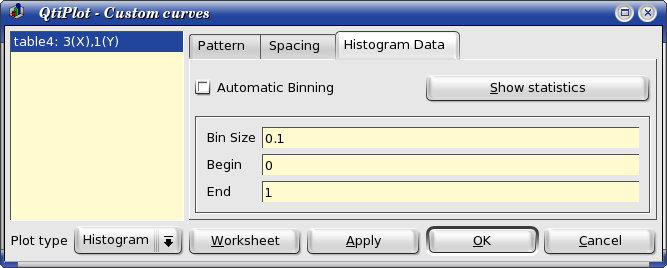 QtiPlot - Custom curves
table4: 3(X),1(Y)
Pattern Spacing Histogram Data
Automatic Binning Show statistics
Bin Size 0.1
Begin 0
End 1
Plot type Histogram Worksheet Apply OK Cancel